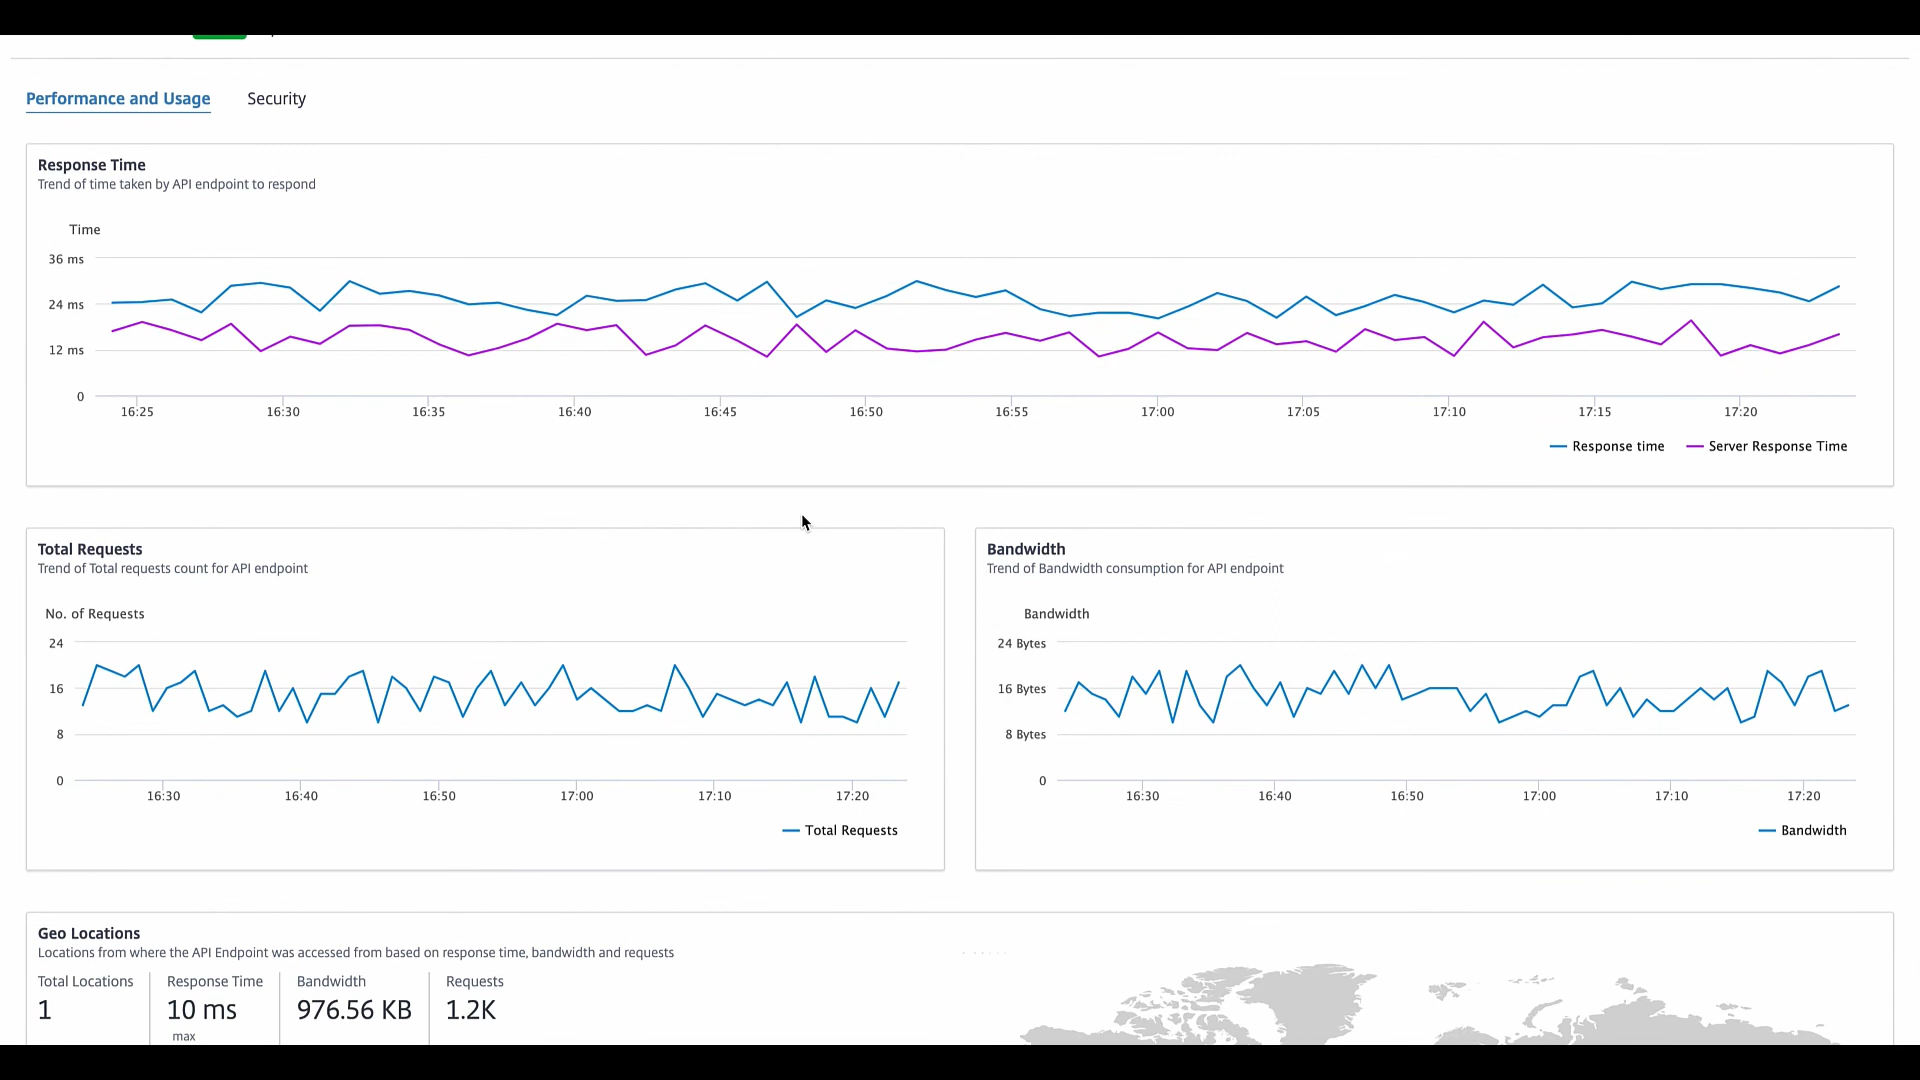 Performance and Usage Security
Response Time
Trend of time taken by API endpoint to respond
Time
36 ms
24 ms
12 ms
0
16:25 16:30 16:35 16:40 16:45 16:50 16:55 17:00 17:05 17:10 17:15 17:20
Response time Server Response Time
Total Requests
Trend of Total requests count for API endpoint
No. of Requests
24
16
8
0
16:30 16:40 16:50 17:00 17:10 17:20
Total Requests
Bandwidth
Trend of Bandwidth consumption for API endpoint
Bandwidth
24 Bytes
16 Bytes
8 Bytes
0
16:30 16:40 16:50 17:00 17:10 17:20
Bandwidth
Geo Locations
Locations from where the API Endpoint was accessed from based on response time, bandwidth and requests
Total Locations Response Time Bandwidth Requests
1 10 ms 976.56 KB 1.2K
max